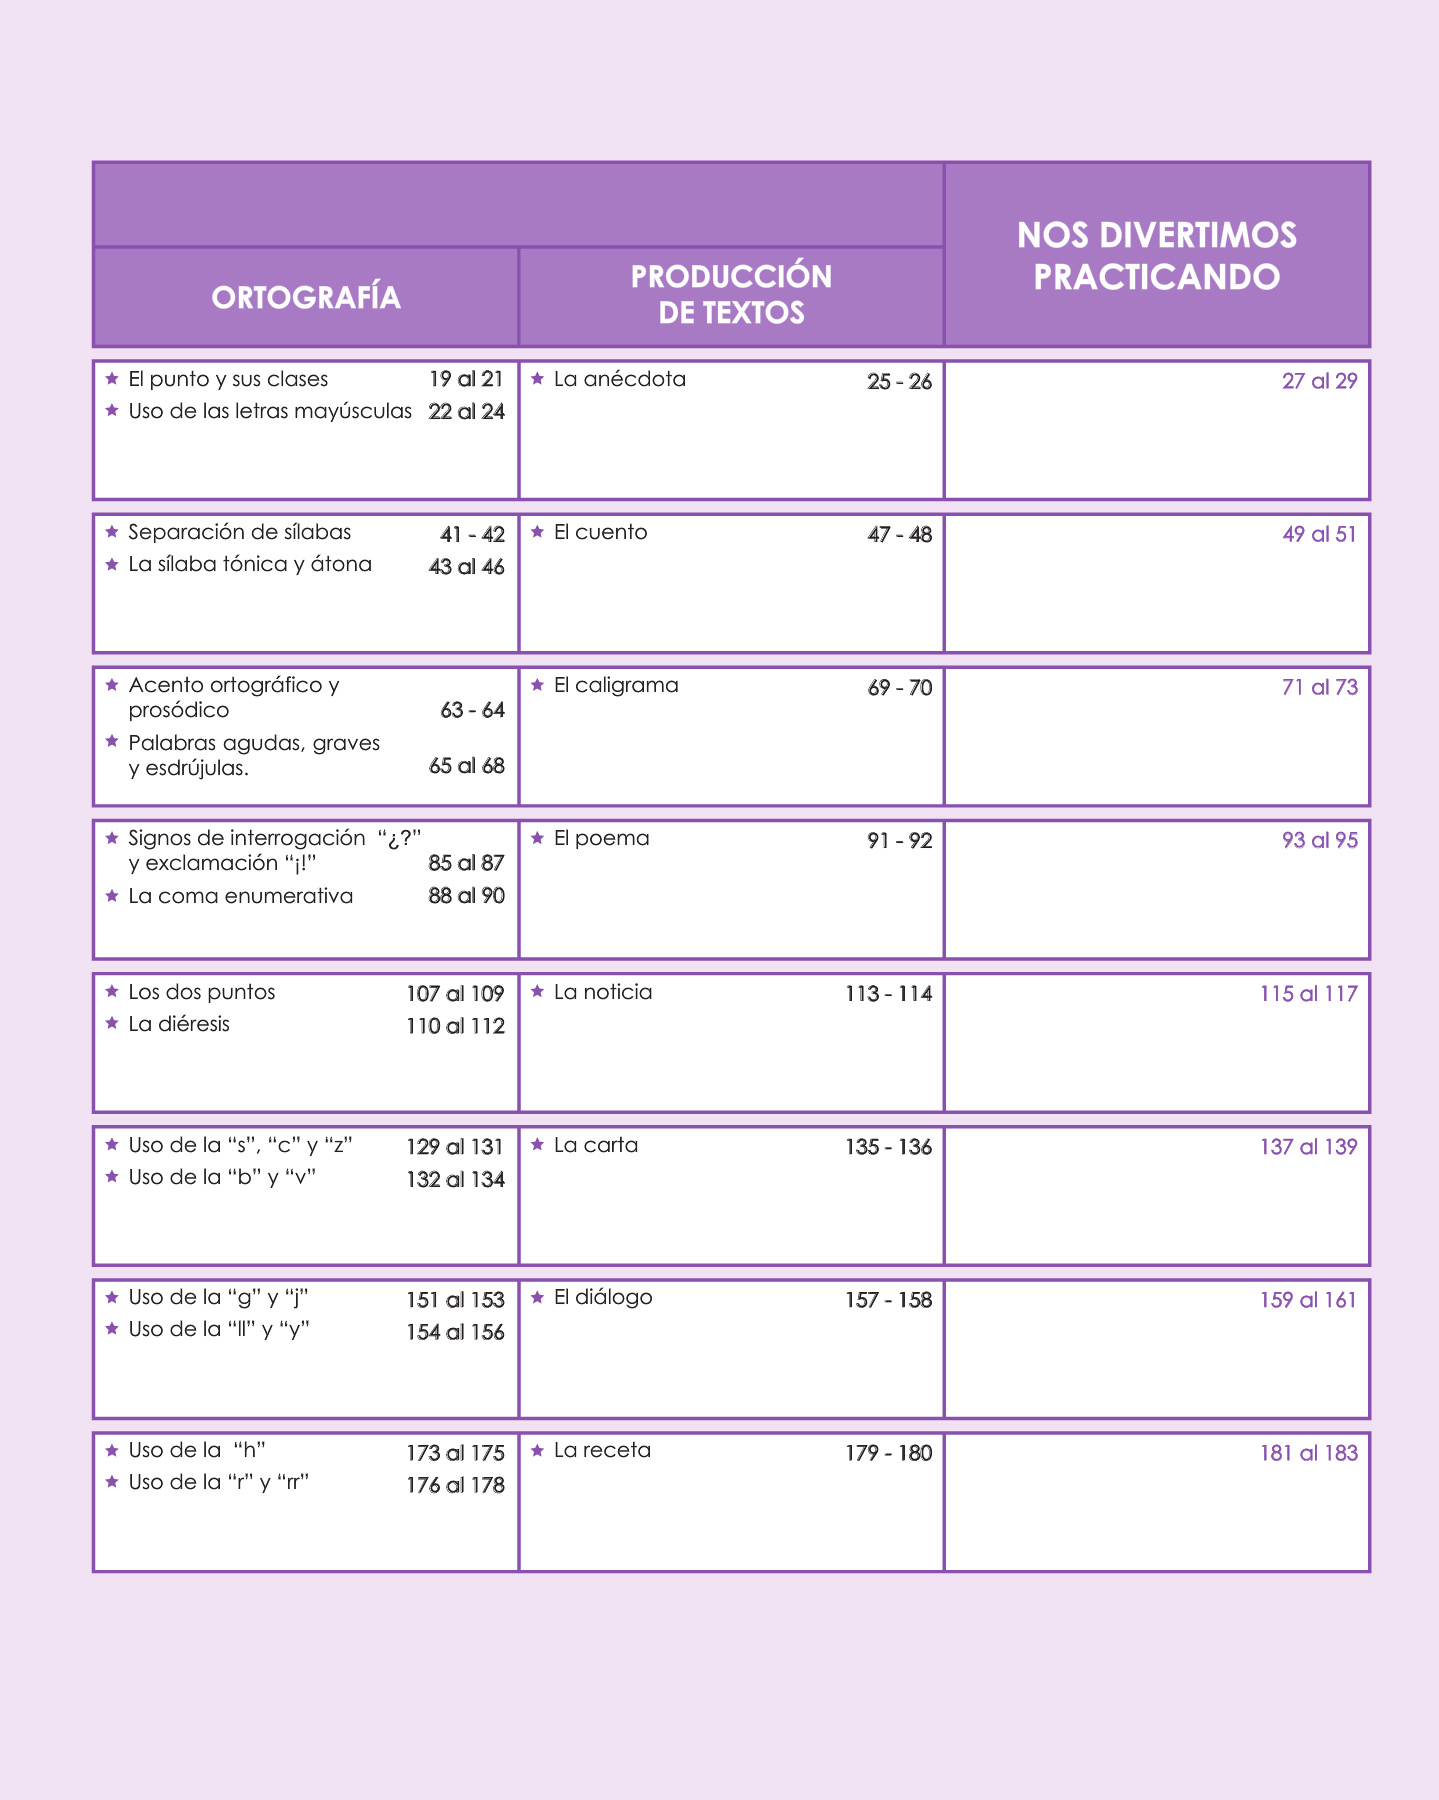 NOS DIVERTIMOS
PRACTICANDO
ORTOGRAFÍA
PRODUCCIÓN
DE TEXTOS
El punto y sus clases 19 al 21
Uso de las letras mayúsculas 22 al 24
La anécdota 25 - 26
27 al 29
Separación de sílabas 41 - 42
La sílaba tónica y átona 43 al 46
El cuento 47 - 48
49 al 51
Acento ortográfico y
prosódico 63 - 64
Palabras agudas, graves
y esdrújulas. 65 al 68
El caligrama 69 - 70
71 al 73
Signos de interrogación “¿?”
y exclamación “¡!” 85 al 87
La coma enumerativa 88 al 90
El poema 91 - 92
93 al 95
Los dos puntos 107 al 109
La diéresis 110 al 112
La noticia 113 - 114
115 al 117
Uso de la “s”, “c” y “z” 129 al 131
Uso de la “b” y “v” 132 al 134
La carta 135 - 136
137 al 139
Uso de la “g” y “j” 151 al 153
Uso de la “ll” y “y” 154 al 156
El diálogo 157 - 158
159 al 161
Uso de la “h” 173 al 175
Uso de la “r” y “rr” 176 al 178
La receta 179 - 180
181 al 183